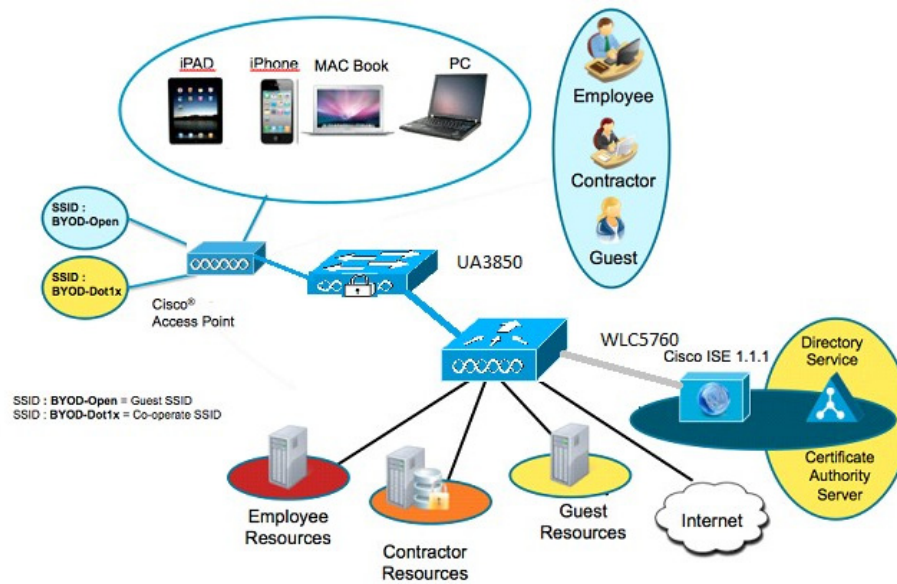 iPAD
iPhone
MAC Book
PC
Employee
Contractor
Guest
SSID :
BYOD-Open
SSID :
BYOD-Dot1x
Cisco®
Access Point
UA3850
WLC5760
Cisco ISE 1.1.1
Directory
Service
Certificate
Authority
Server
SSID : BYOD-Open = Guest SSID
SSID : BYOD-Dot1x = Co-operate SSID
Employee
Resources
Contractor
Resources
Guest
Resources
Internet